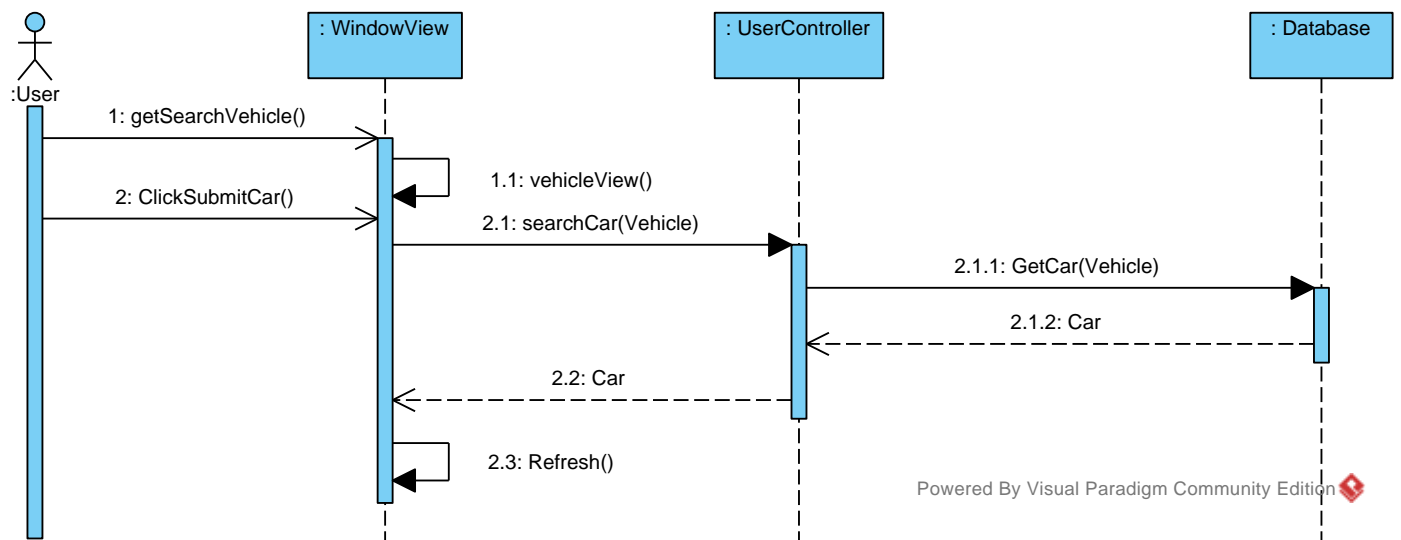 : WindowView
: UserController
: Database
:User
1: getSearchVehicle()
1.1: vehicleView()
2: ClickSubmitCar()
2.1: searchCar(Vehicle)
2.1.1: GetCar(Vehicle)
2.1.2: Car
2.2: Car
2.3: Refresh()
Powered By Visual Paradigm Community Edition